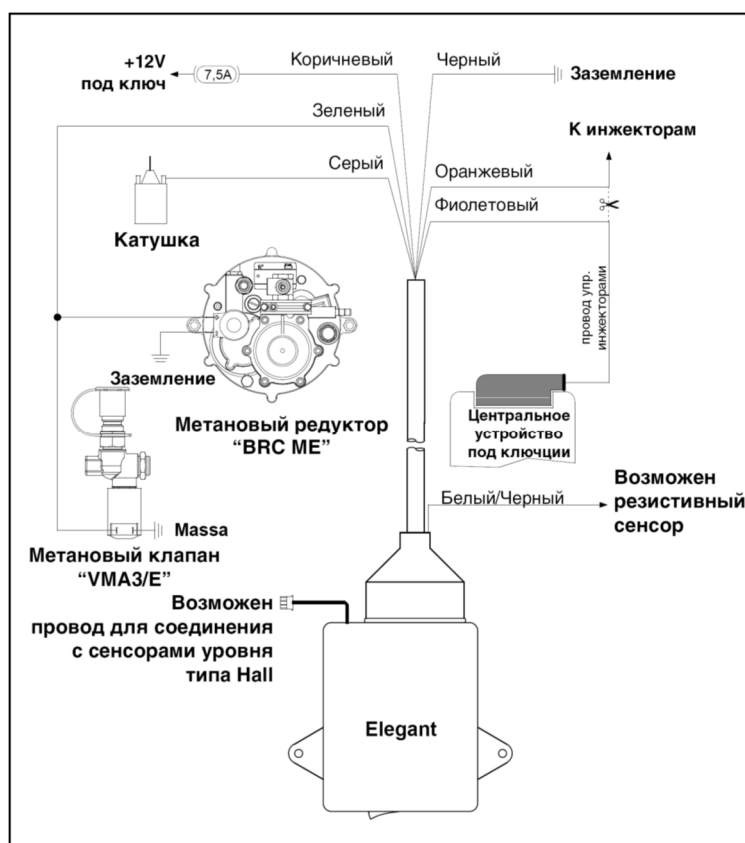 +12V
под ключ
7,5A
Коричневый
Черный
Заземление
Зеленый
К инжекторам
Серый
Оранжевый
Фиолетовый
Катушка
провод упр.
инжекторами
Заземление
Метановый редуктор
“BRC ME”
Центральное
устройство
под ключции
Белый/Черный
Возможен
резистивный
сенсор
Massa
Метановый клапан
“VMA3/E”
Возможен
провод для соединения
с сенсорами уровня
типа Hall
Elegant